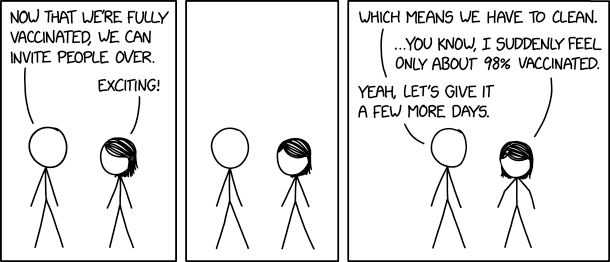 NOW THAT WE'RE FULLY
VACCINATED, WE CAN
INVITE PEOPLE OVER.
EXCITING!
WHICH MEANS WE HAVE TO CLEAN.
...YOU KNOW, I SUDDENLY FEEL
ONLY ABOUT 98% VACCINATED.
YEAH, LET'S GIVE IT
A FEW MORE DAYS.